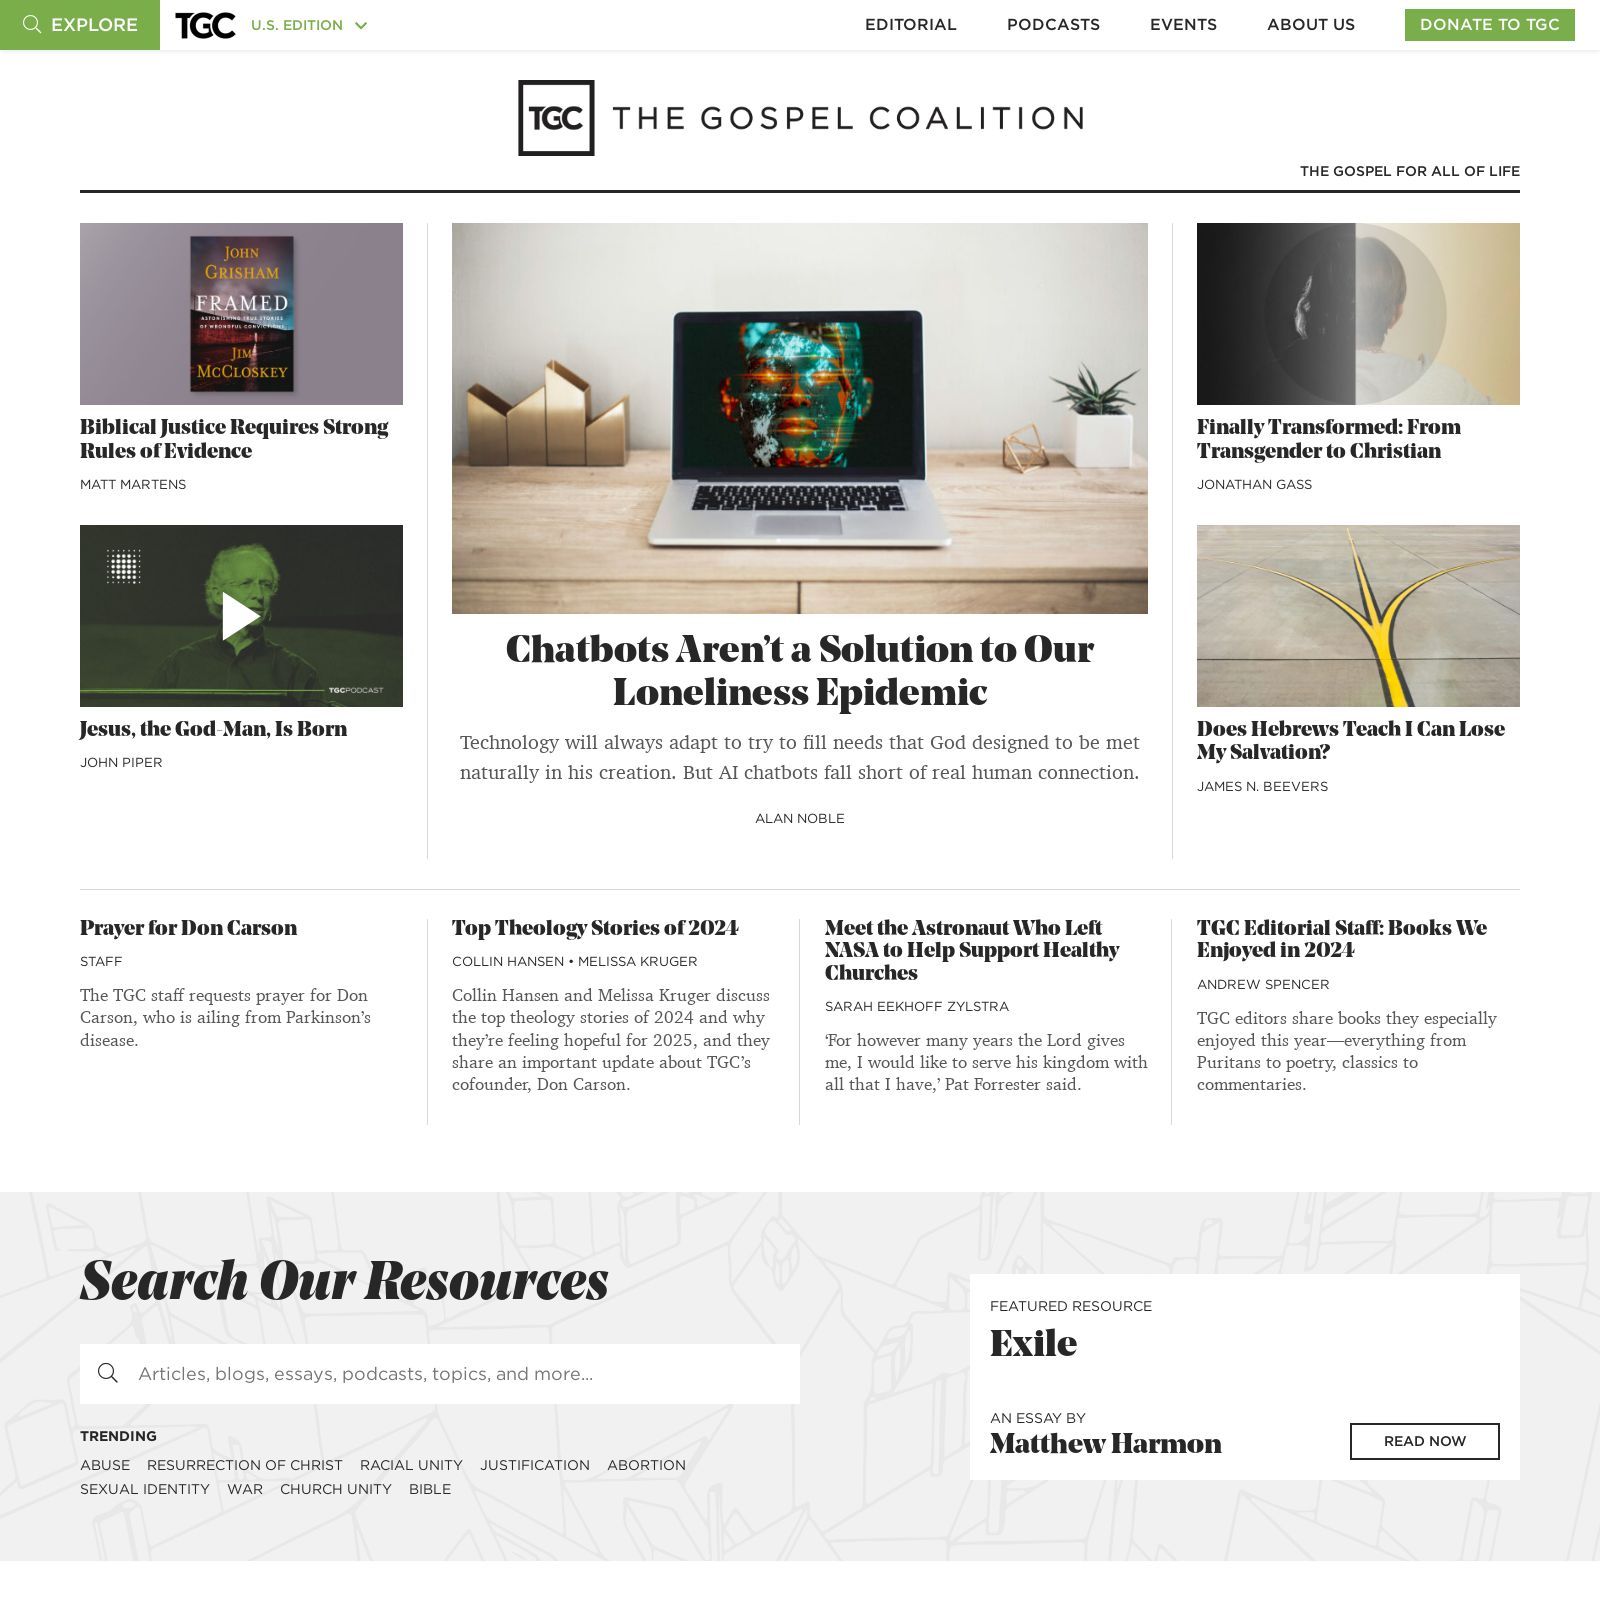 EXPLORE
TGC
U.S. EDITION
EDITORIAL
PODCASTS
EVENTS
ABOUT US
DONATE TO TGC
TGC
THE GOSPEL COALITION
THE GOSPEL FOR ALL OF LIFE
JOHN
GRISHAM
FRAMED
ASTONISHING TRUE STORIES
OF WRONGFUL CONVICTIONS
JIM
MCCLOSKEY
Biblical Justice Requires Strong
Rules of Evidence
MATT MARTENS
TGCPODCAST
Jesus, the God-Man, Is Born
JOHN PIPER
Chatbots Aren’t a Solution to Our
Loneliness Epidemic
Technology will always adapt to try to fill needs that God designed to be met
naturally in his creation. But AI chatbots fall short of real human connection.
ALAN NOBLE
Finally Transformed: From
Transgender to Christian
JONATHAN GASS
Does Hebrews Teach I Can Lose
My Salvation?
JAMES N. BEEVERS
Prayer for Don Carson
STAFF
The TGC staff requests prayer for Don
Carson, who is ailing from Parkinson’s
disease.
Top Theology Stories of 2024
COLLIN HANSEN • MELISSA KRUGER
Collin Hansen and Melissa Kruger discuss
the top theology stories of 2024 and why
they’re feeling hopeful for 2025, and they
share an important update about TGC’s
cofounder, Don Carson.
Meet the Astronaut Who Left
NASA to Help Support Healthy
Churches
SARAH EEKHOFF ZYLSTRA
‘For however many years the Lord gives
me, I would like to serve his kingdom with
all that I have,’ Pat Forrester said.
TGC Editorial Staff: Books We
Enjoyed in 2024
ANDREW SPENCER
TGC editors share books they especially
enjoyed this year—everything from
Puritans to poetry, classics to
commentaries.
Search Our Resources
Articles, blogs, essays, podcasts, topics, and more...
TRENDING
ABUSE RESURRECTION OF CHRIST RACIAL UNITY JUSTIFICATION ABORTION
SEXUAL IDENTITY WAR CHURCH UNITY BIBLE
FEATURED RESOURCE
Exile
AN ESSAY BY
Matthew Harmon
READ NOW